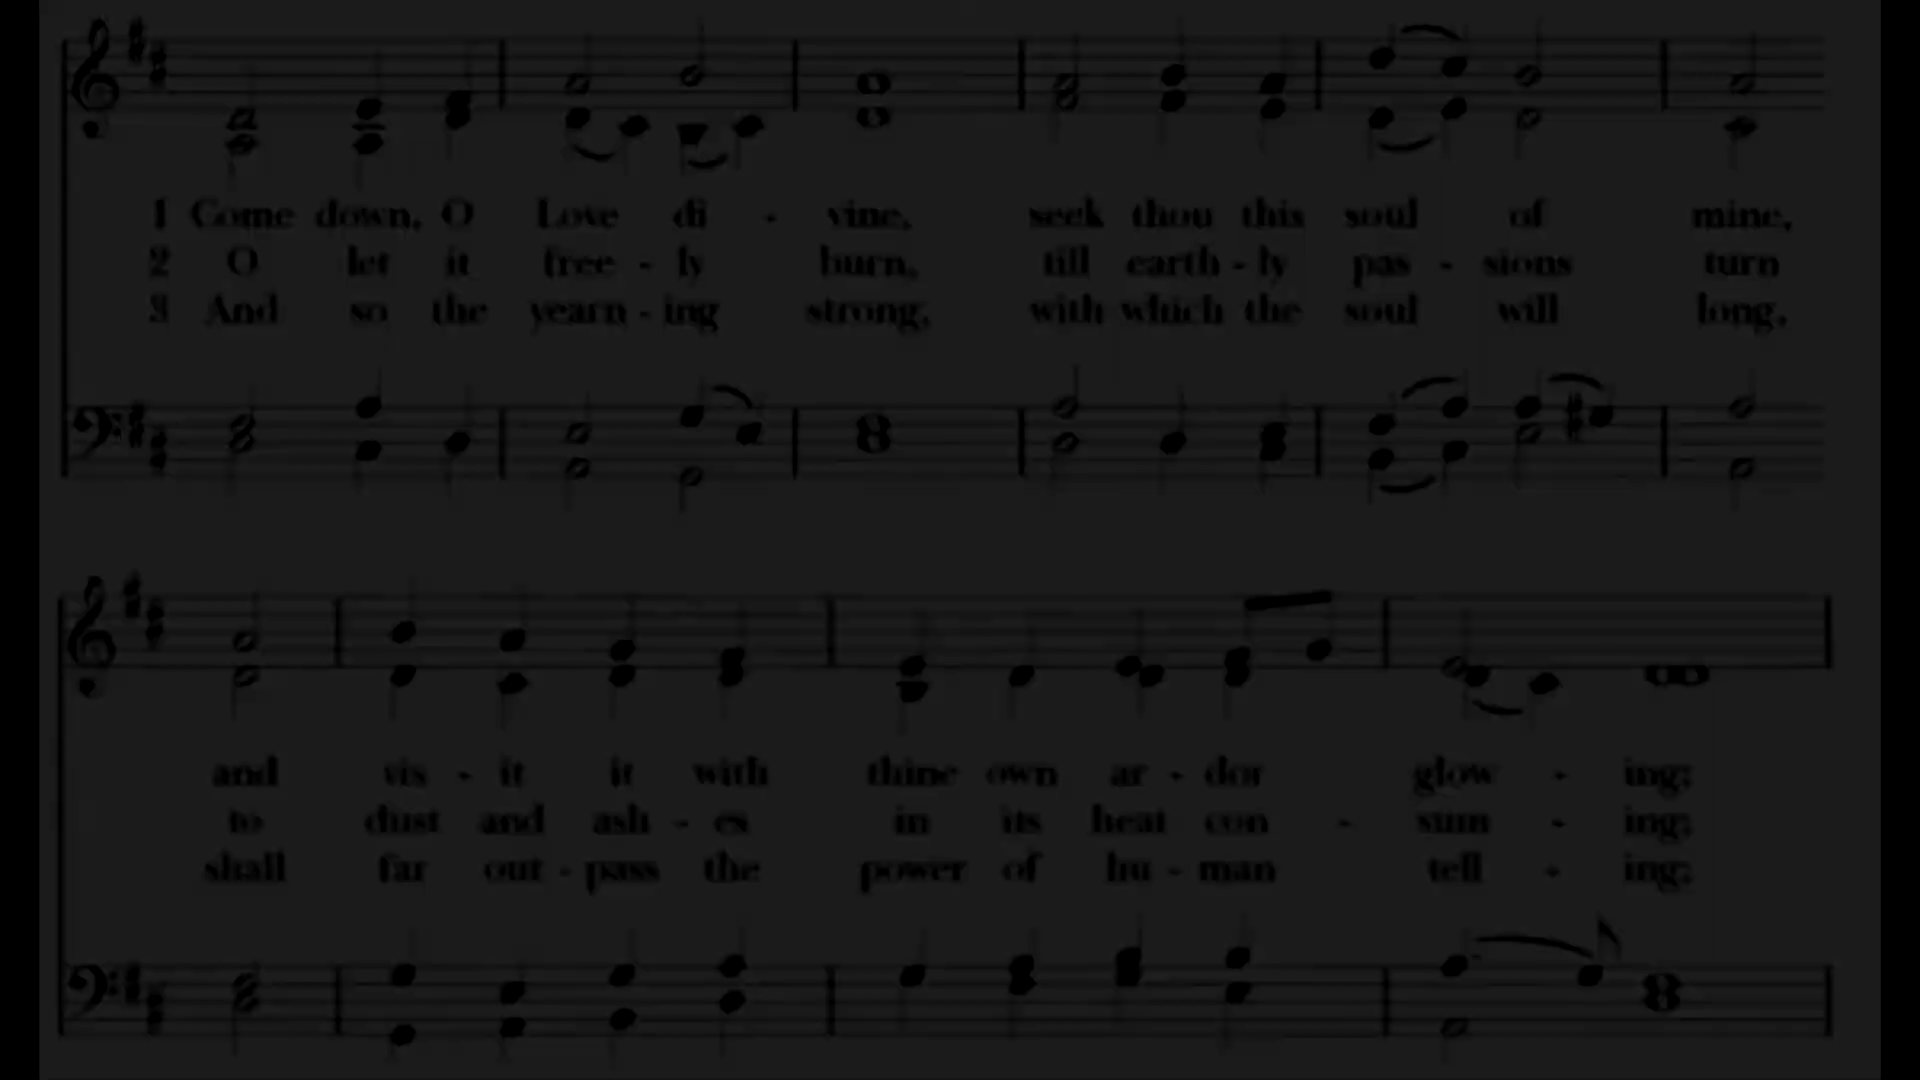 1 Come down, O Love di - vine, seek thou this soul of mine,
2 O let it free - ly burn, till earth - ly pas - sions turn
3 And so the yearn - ing strong, with which the soul will long,
and vis - it it with thine own ar - dor glow - ing;
to dust and ash - es in its heat con - sum - ing;
shall far out - pass the power of hu - man tell - ing;